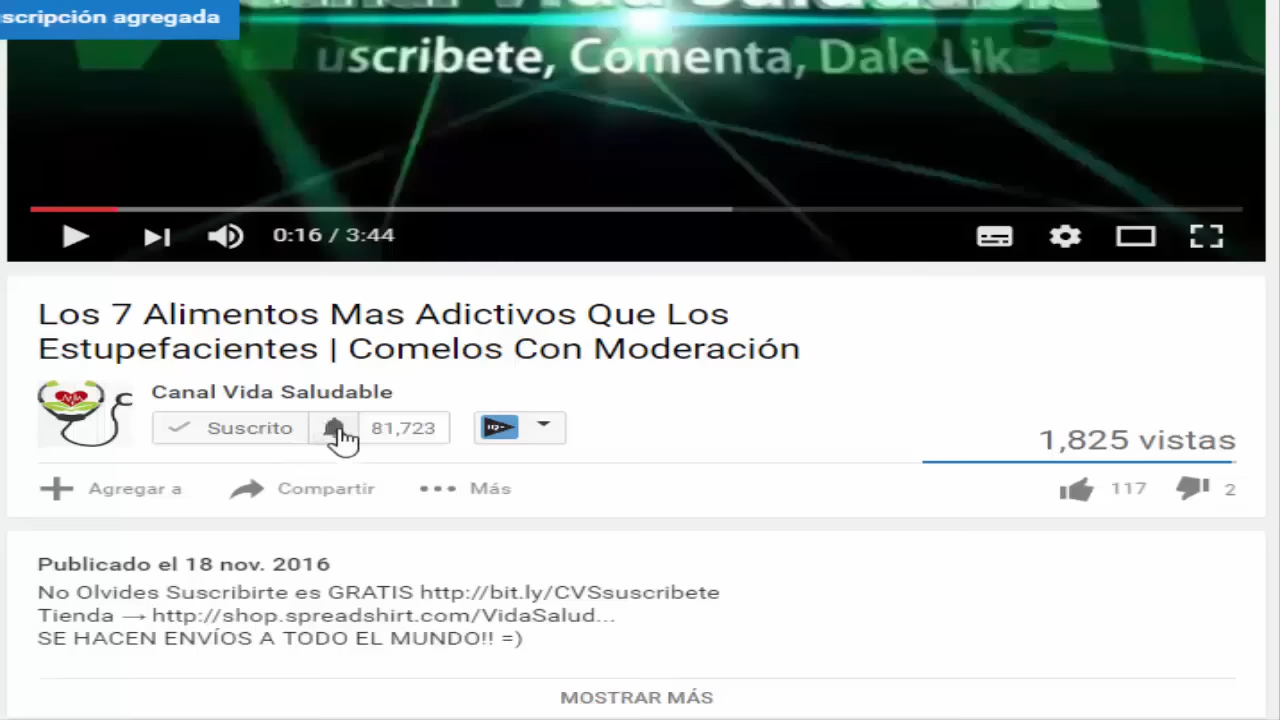 scripción agregada
uscribete, Comenta, Dale Lik
0:16 / 3:44
Los 7 Alimentos Mas Adictivos Que Los
Estupefacientes | Comelos Con Moderación
Canal Vida Saludable
Suscrito 81,723
1,825 vistas
Agregar a Compartir Más 117 2
Publicado el 18 nov. 2016
No Olvides Suscribirte es GRATIS http://bit.ly/CVSsuscribete
Tienda → http://shop.spreadshirt.com/VidaSalud...
SE HACEN ENVÍOS A TODO EL MUNDO!! =)
MOSTRAR MÁS